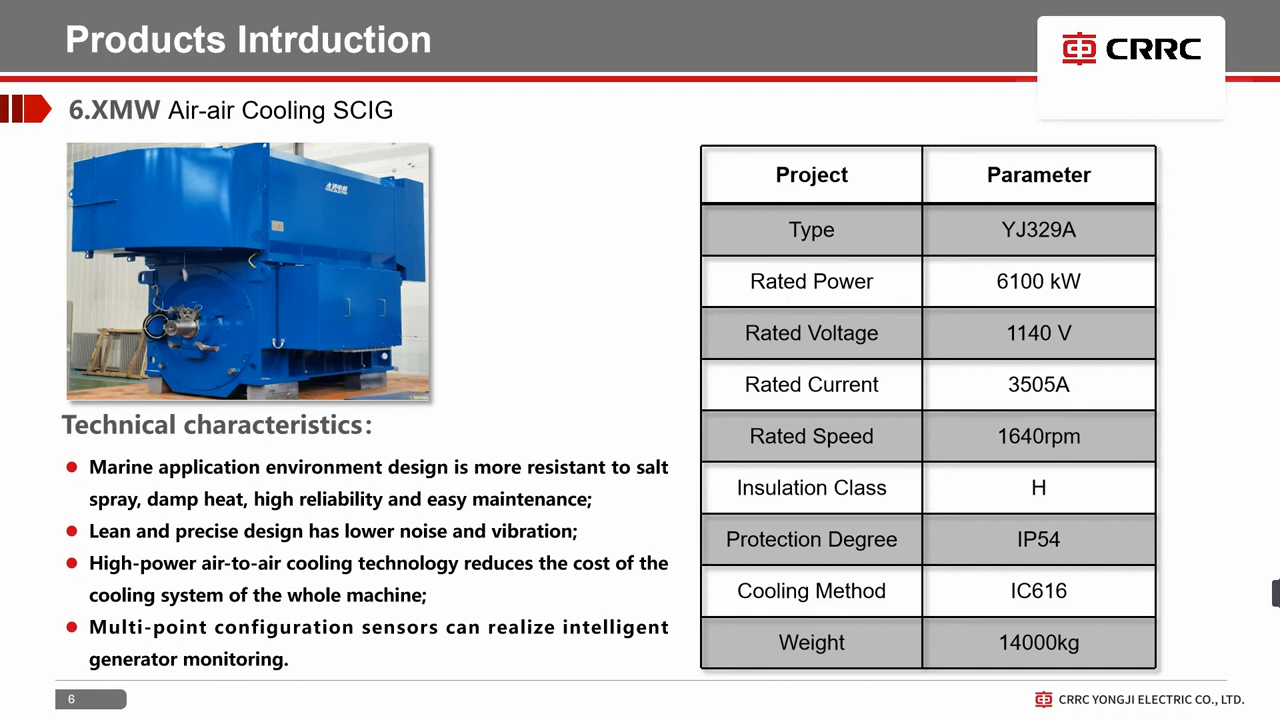 Products Intrduction
CRRC
6.XMW Air-air Cooling SCIG
永济电机
Technical characteristics：
Marine application environment design is more resistant to salt
spray, damp heat, high reliability and easy maintenance;
Lean and precise design has lower noise and vibration;
High-power air-to-air cooling technology reduces the cost of the
cooling system of the whole machine;
Multi-point configuration sensors can realize intelligent
generator monitoring.
Project Parameter
Type YJ329A
Rated Power 6100 kW
Rated Voltage 1140 V
Rated Current 3505A
Rated Speed 1640rpm
Insulation Class H
Protection Degree IP54
Cooling Method IC616
Weight 14000kg
6
CRRC YONGJI ELECTRIC CO., LTD.